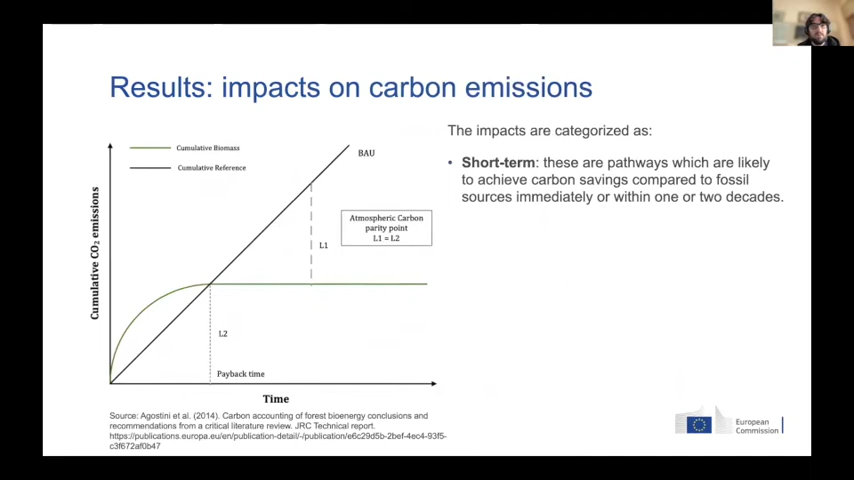 Results: impacts on carbon emissions
The impacts are categorized as:
• Short-term: these are pathways which are likely
to achieve carbon savings compared to fossil
sources immediately or within one or two decades.
Cumulative Biomass
Cumulative Reference
BAU
Atmospheric Carbon
parity point
L1 = L2
L1
L2
Payback time
Cumulative CO₂ emissions
Time
Source: Agostini et al. (2014). Carbon accounting of forest bioenergy conclusions and
recommendations from a critical literature review. JRC Technical report.
https://publications.europa.eu/en/publication-detail/-/publication/e6c29d5b-2bef-4ec4-93f5-
c3f672af0b47
European
Commission